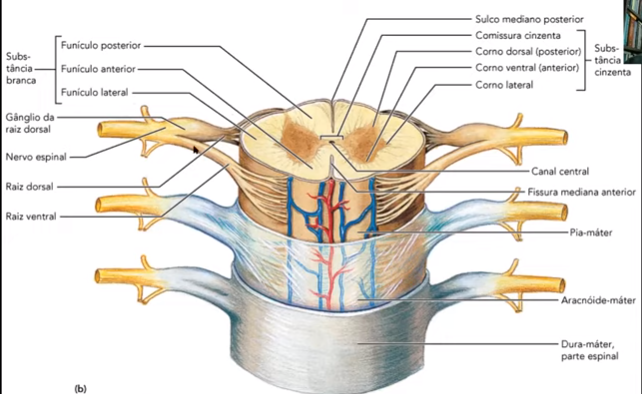 Subs-
tância
branca
Funículo posterior
Funículo anterior
Funículo lateral
Gânglio da
raiz dorsal
Nervo espinal
Raiz dorsal
Raiz ventral
Sulco mediano posterior
Comissura cinzenta
Corno dorsal (posterior)
Corno ventral (anterior)
Corno lateral
Subs-
tância
cinzenta
Canal central
Fissura mediana anterior
Pia-máter
Aracnóide-máter
Dura-máter,
parte espinal
(b)